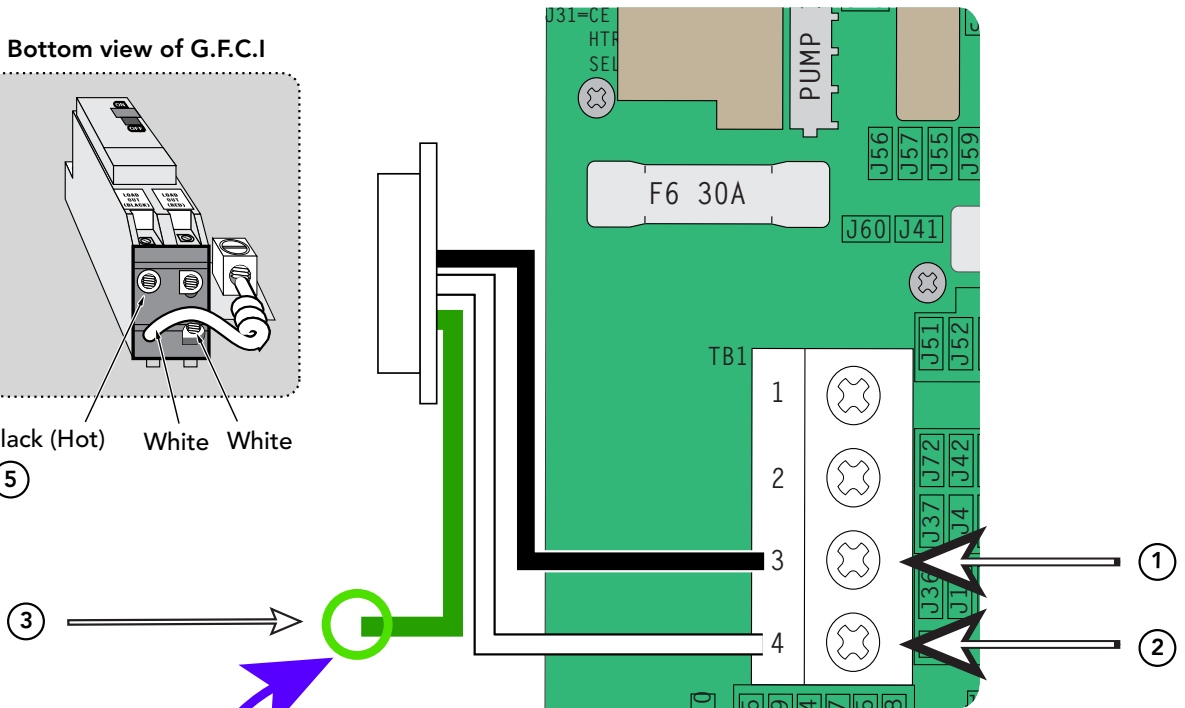 Bottom view of G.F.C.I
ON
OFF
LOAD
OUT
(BLACK)
LOAD
OUT
(RED)
lack (Hot)
White
White
5
3
J31=CE
HTR
SEL
PUMP
F6 30A
J56
J57
J55
J59
J60
J41
J51
J52
TB1
1
2
3
4
J72
J42
J37
J4
J36
J1
1
2